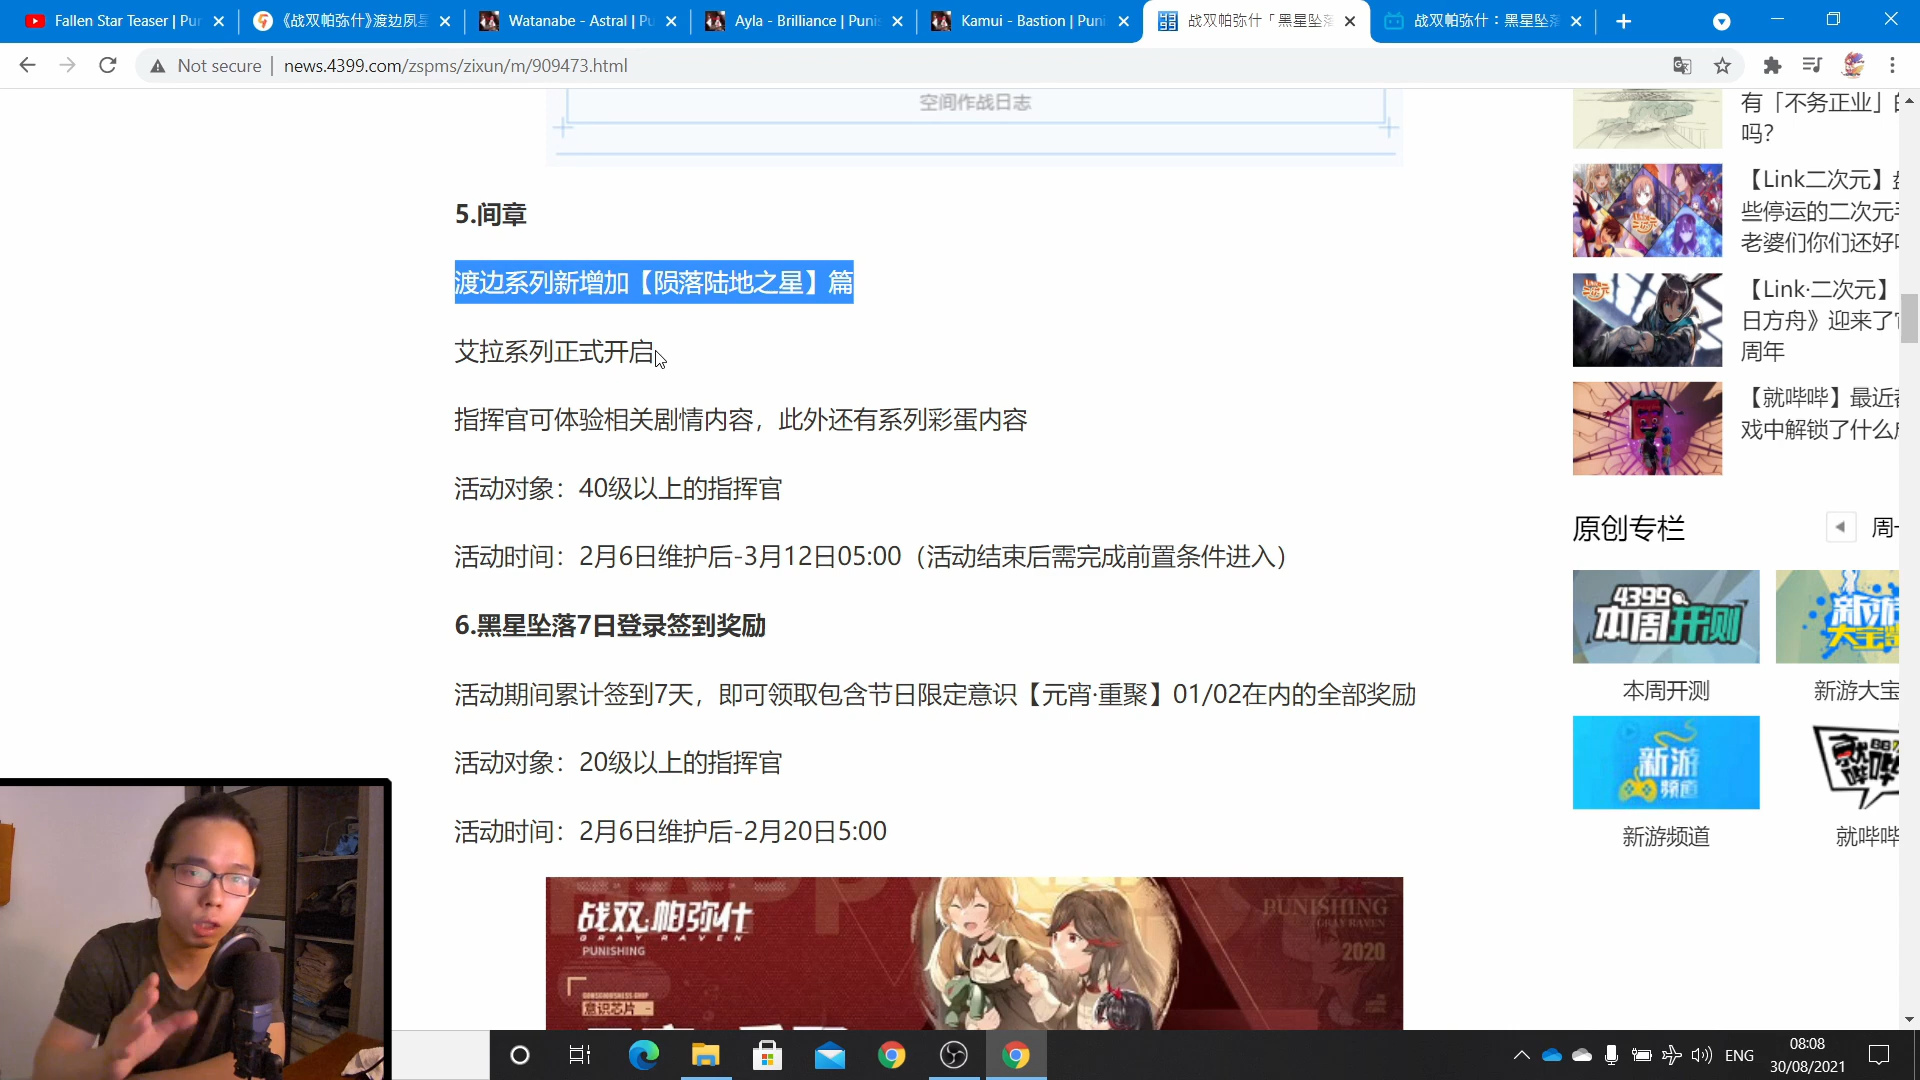 Fallen Star Teaser | Pu
《战双帕弥什》渡边夙星
Watanabe - Astral | Pu
Ayla - Brilliance | Puni
Kamui - Bastion | Puni
战双帕弥什「黑星坠
战双帕弥什：黑星坠
Not secure | news.4399.com/zspms/zixun/m/909473.html
空间作战日志
5.间章
渡边系列新增加【陨落陆地之星】篇
艾拉系列正式开启
指挥官可体验相关剧情内容，此外还有系列彩蛋内容
活动对象：40级以上的指挥官
活动时间：2月6日维护后-3月12日05:00（活动结束后需完成前置条件进入）
6.黑星坠落7日登录签到奖励
活动期间累计签到7天，即可领取包含节日限定意识【元宵·重聚】01/02在内的全部奖励
活动对象：20级以上的指挥官
活动时间：2月6日维护后-2月20日5:00
战双:帕弥什
GRAY RAVEN
PUNISHING
意识芯片
PUNISHING
GRAY RAVEN
2020
有「不务正业」
吗?
【Link二次元】
些停运的二次元
老婆们你们还好
【Link·二次元】
日方舟》迎来了
周年
【就哔哔】最近
戏中解锁了什么
原创专栏
周一
4399
本周开测
新游
大宝
本周开测
新游大宝
新游
频道
就哔哔
新游频道
就哔哔
ENG
08:08
30/08/2021